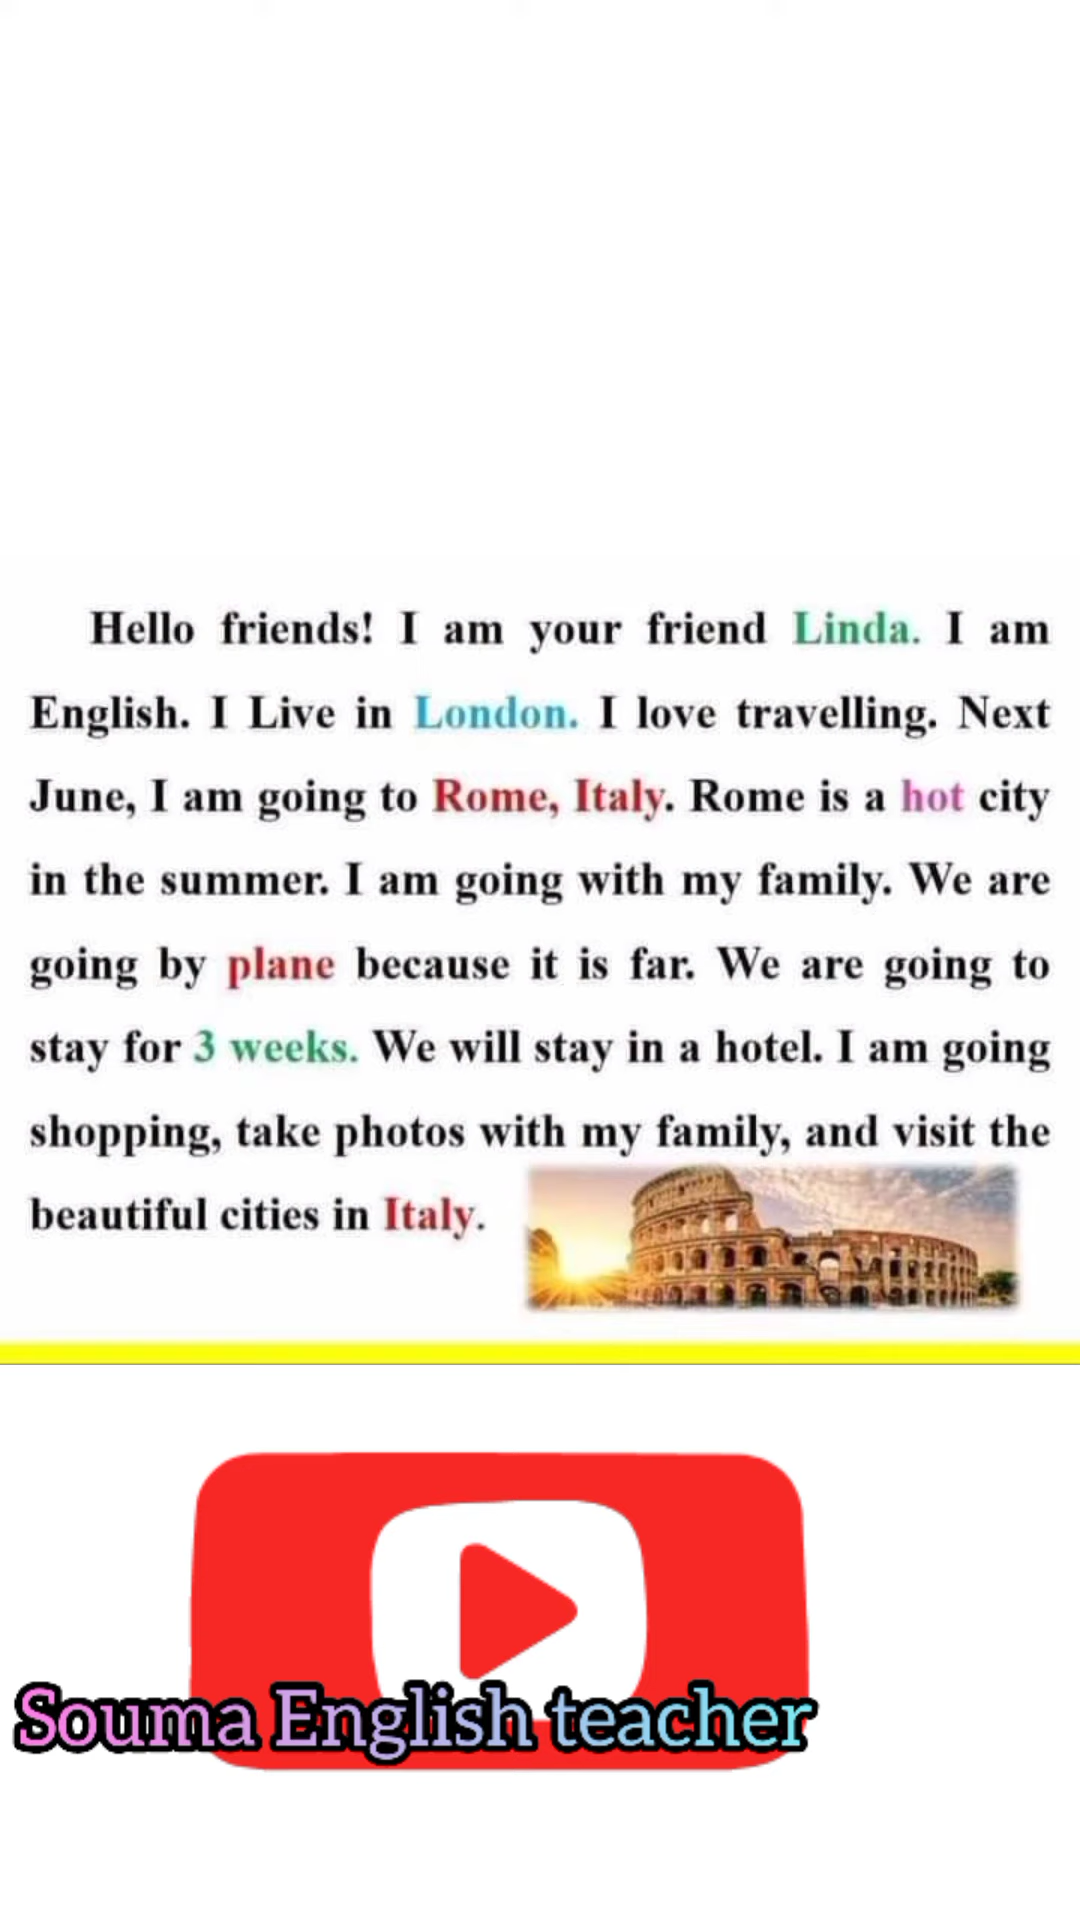 Hello friends! I am your friend Linda. I am
English. I Live in London. I love travelling. Next
June, I am going to Rome, Italy. Rome is a hot city
in the summer. I am going with my family. We are
going by plane because it is far. We are going to
stay for 3 weeks. We will stay in a hotel. I am going
shopping, take photos with my family, and visit the
beautiful cities in Italy.
Souma English teacher